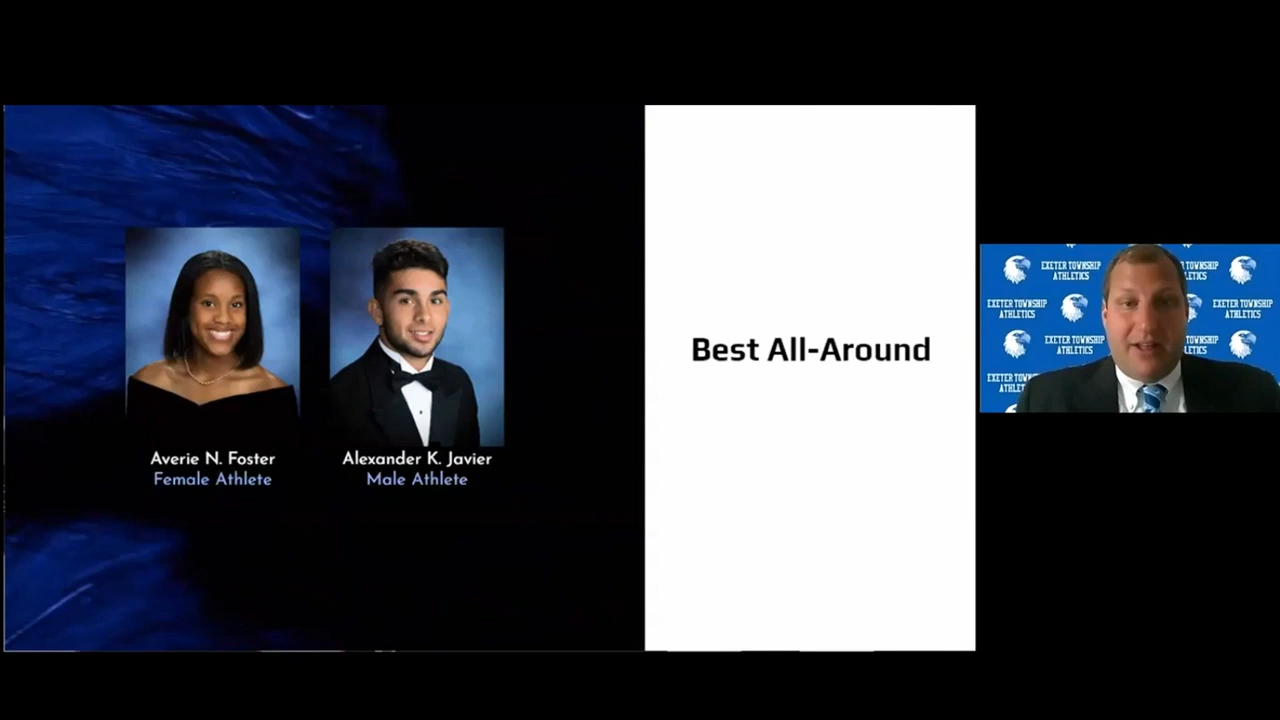 Averie N. Foster
Female Athlete
Alexander K. Javier
Male Athlete
Best All-Around
EXETER TOWNSHIP
ATHLETICS
EXETER TOWNSHIP
ATHLETICS
EXETER TOWNSHIP
ATHLETICS
EXETER TOWNSHIP
ATHLETICS